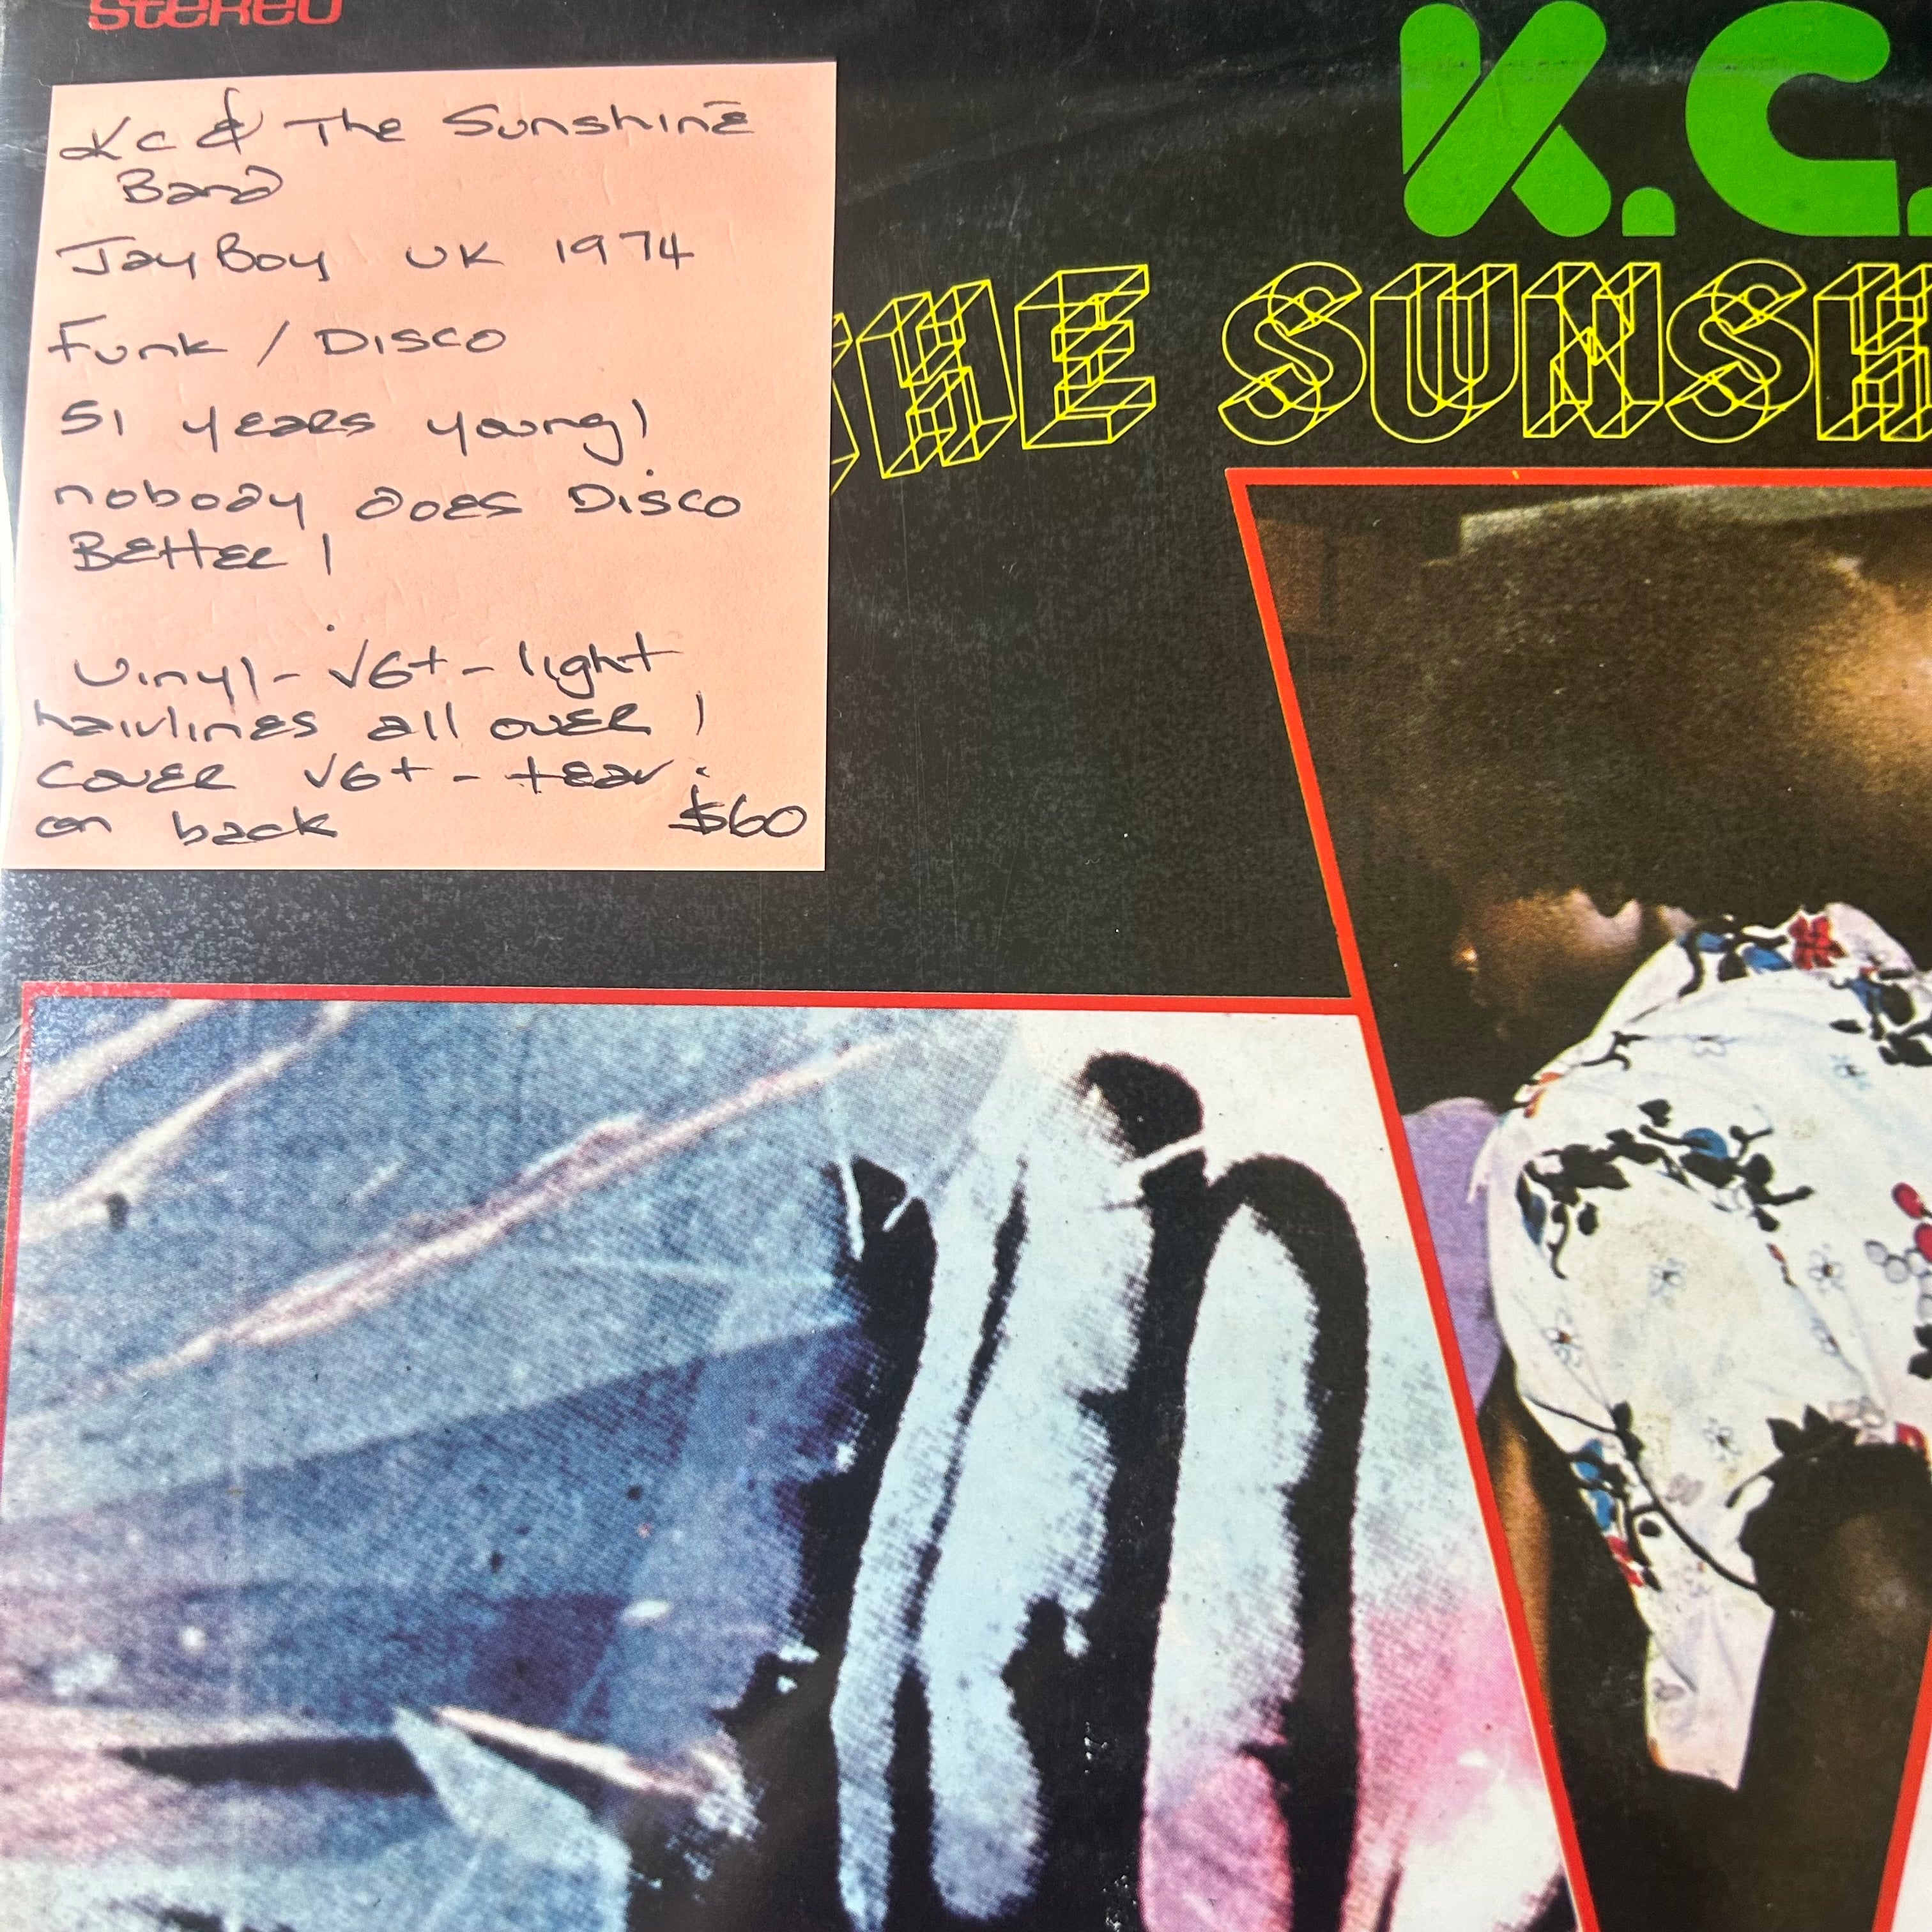 stereo
K.C.
THE SUNSH
Kc & The Sunshine
Band
Jay Boy UK 1974
Funk / Disco
51 years young!
nobody does Disco
Better!
Vinyl - VG+ - light
hairlines all over!
Cover VG+ - tear
on back $60